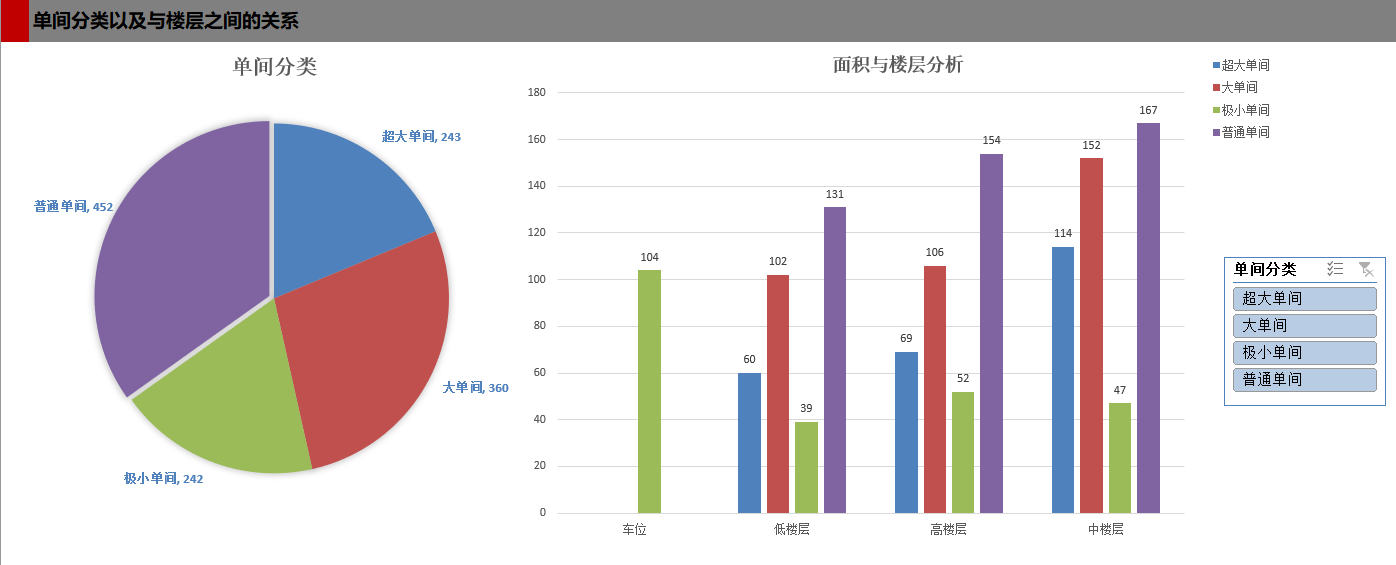 单间分类以及与楼层之间的关系
单间分类
超大单间, 243
普通单间, 452
大单间, 360
极小单间, 242
面积与楼层分析
180
160
140
120
100
80
60
40
20
0
104
60
102
39
131
69
106
52
154
114
152
47
167
车位
低楼层
高楼层
中楼层
超大单间
大单间
极小单间
普通单间
单间分类
超大单间
大单间
极小单间
普通单间